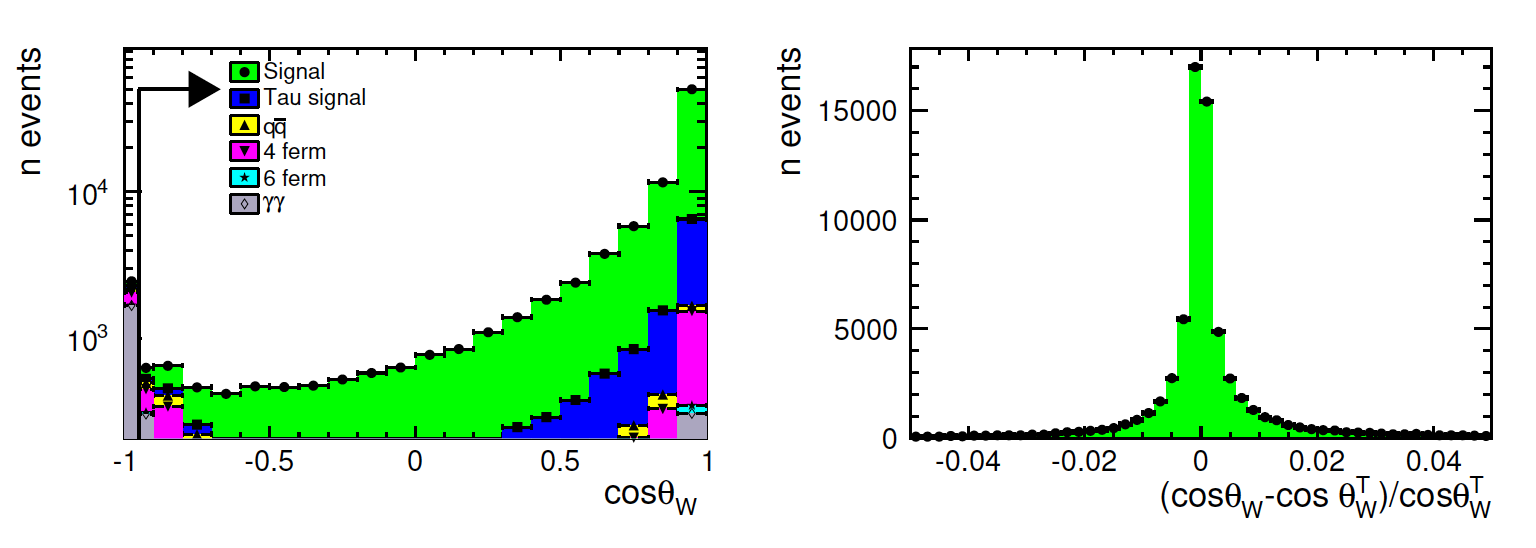 n events
10⁴
10³
Signal
Tau signal
qq̅
4 ferm
6 ferm
γγ
-1
-0.5
0
0.5
1
cosθ_W
n events
15000
10000
5000
0
-0.04
-0.02
0
0.02
0.04
(cosθ_W-cos θ_W^T)/cosθ_W^T